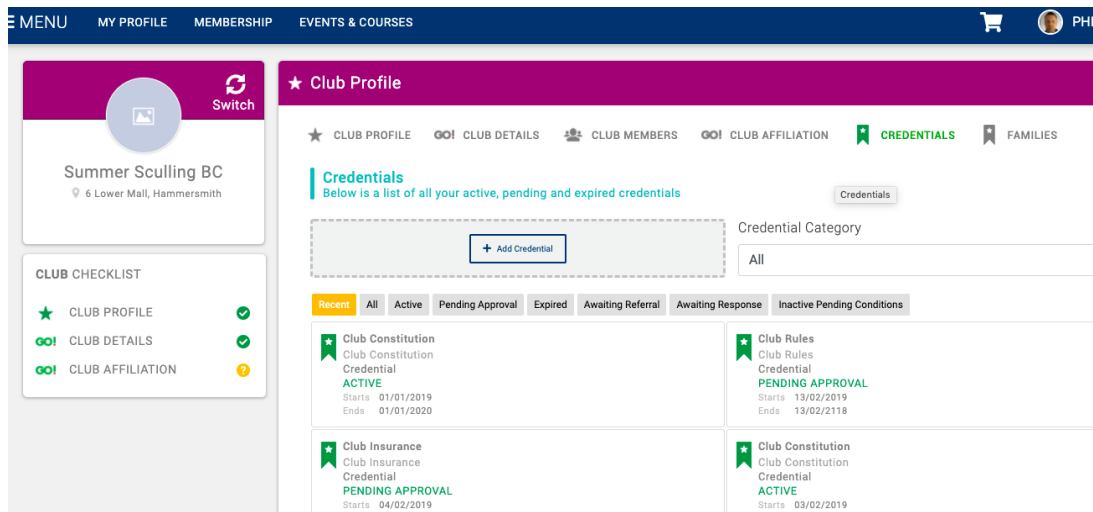 MENU MY PROFILE MEMBERSHIP EVENTS & COURSES
Switch
Summer Sculling BC
6 Lower Mall, Hammersmith
CLUB CHECKLIST
CLUB PROFILE
GO! CLUB DETAILS
GO! CLUB AFFILIATION ?
Club Profile
CLUB PROFILE GO! CLUB DETAILS CLUB MEMBERS GO! CLUB AFFILIATION CREDENTIALS FAMILIES
Credentials
Below is a list of all your active, pending and expired credentials
Credentials
+ Add Credential
Credential Category
All
Recent All Active Pending Approval Expired Awaiting Referral Awaiting Response Inactive Pending Conditions
Club Constitution
Club Constitution
Credential
ACTIVE
Starts 01/01/2019
Ends 01/01/2020
Club Rules
Club Rules
Credential
PENDING APPROVAL
Starts 13/02/2019
Ends 13/02/2118
Club Insurance
Club Insurance
Credential
PENDING APPROVAL
Starts 04/02/2019
Club Constitution
Club Constitution
Credential
ACTIVE
Starts 03/02/2019